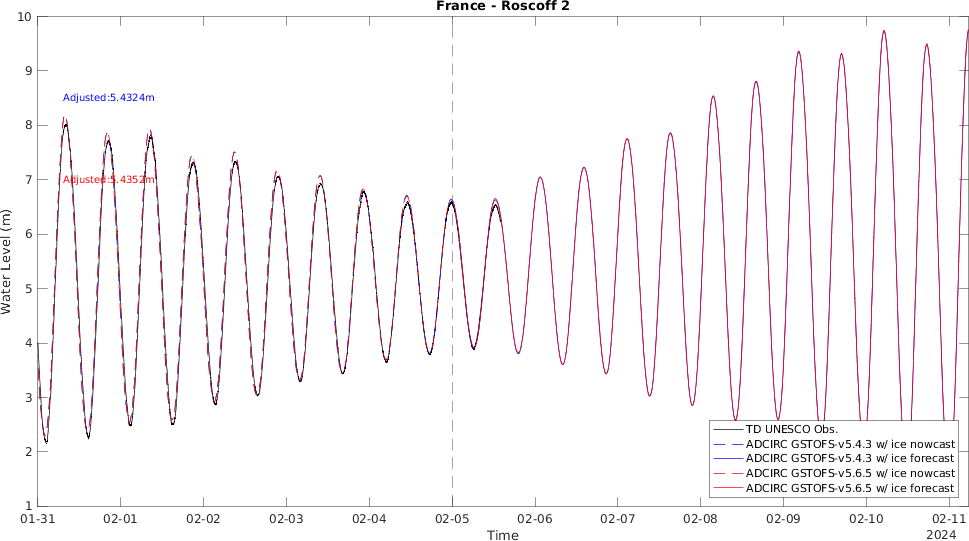 France - Roscoff 2
10
9
8
7
6
5
4
3
2
1
Water Level (m)
Adjusted:5.4324m
Adjusted:5.4352m
TD UNESCO Obs.
ADCIRC GSTOFS-v5.4.3 w/ ice nowcast
ADCIRC GSTOFS-v5.4.3 w/ ice forecast
ADCIRC GSTOFS-v5.6.5 w/ ice nowcast
ADCIRC GSTOFS-v5.6.5 w/ ice forecast
01-31 02-01 02-02 02-03 02-04 02-05 02-06 02-07 02-08 02-09 02-10 02-11
Time
2024